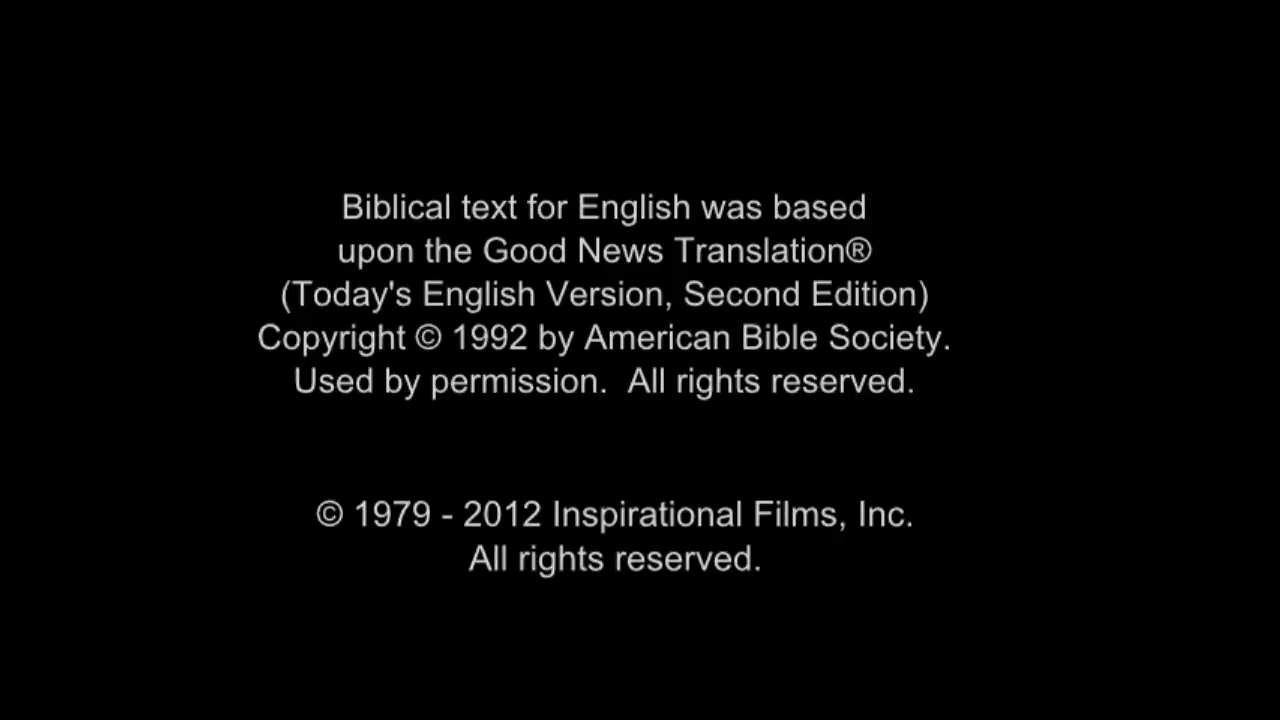 Biblical text for English was based
upon the Good News Translation®
(Today's English Version, Second Edition)
Copyright © 1992 by American Bible Society.
Used by permission.  All rights reserved.
© 1979 - 2012 Inspirational Films, Inc.
All rights reserved.